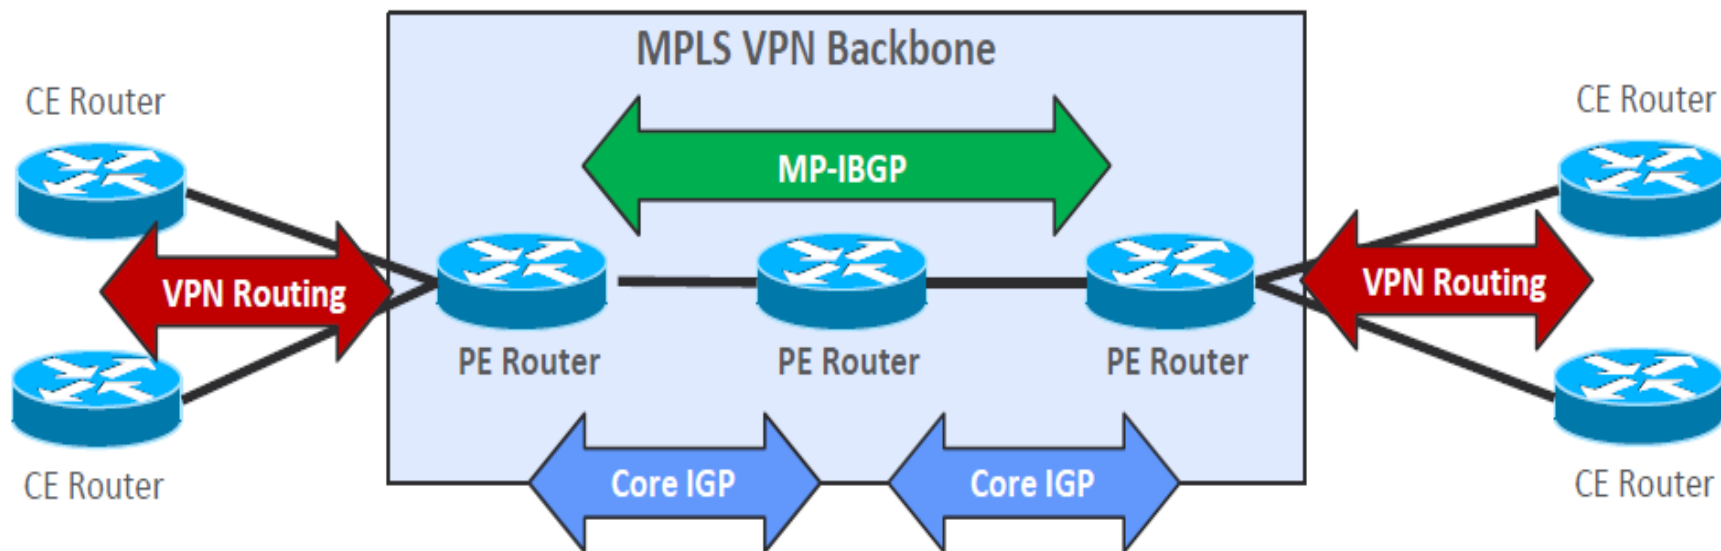 MPLS VPN Backbone
CE Router
CE Router
MP-IBGP
VPN Routing
VPN Routing
PE Router
PE Router
PE Router
CE Router
Core IGP
Core IGP
CE Router